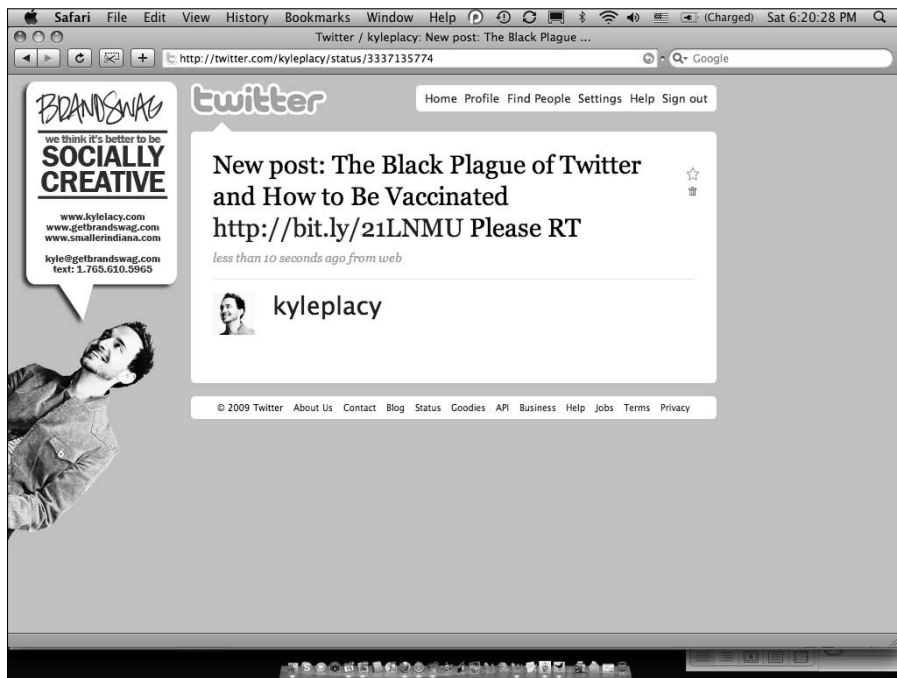 Safari File Edit View History Bookmarks Window Help (Charged) Sat 6:20:28 PM
Twitter / kyleplacy: New post: The Black Plague ...
http://twitter.com/kyleplacy/status/3337135774 Google
BRANDSWAG
we think it's better to be
SOCIALLY
CREATIVE
www.kylelacy.com
www.getbrandswag.com
www.smallerindiana.com
kyle@getbrandswag.com
text: 1.765.610.5965
twitter
Home Profile Find People Settings Help Sign out
New post: The Black Plague of Twitter
and How to Be Vaccinated
http://bit.ly/21LNMU Please RT
less than 10 seconds ago from web
kyleplacy
© 2009 Twitter About Us Contact Blog Status Goodies API Business Help Jobs Terms Privacy